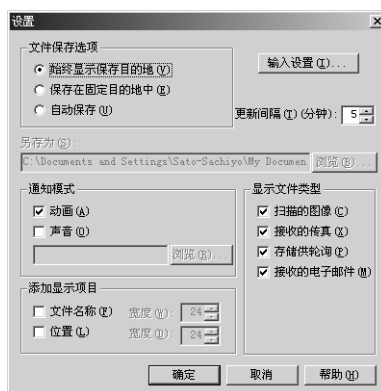 设置
文件保存选项
始终显示保存目的地(V)
保存在固定目的地中(E)
自动保存(U)
输入设置(I)...
更新间隔(T)(分钟): 5
另存为(S):
C:\Documents and Settings\Sato-Sachiyo\My Documen 浏览(B)...
通知模式
动画(A)
声音(O)
浏览(R)...
显示文件类型
扫描的图像(C)
接收的传真(X)
存储供轮询(P)
接收的电子邮件(M)
添加显示项目
文件名称(F) 宽度(W): 24
位置(L) 宽度(D): 24
确定 取消 帮助(H)